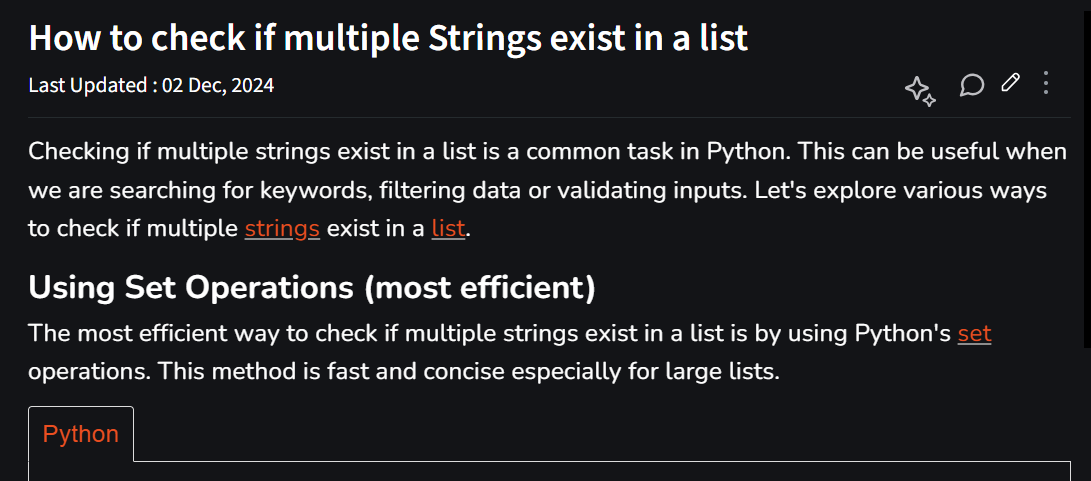 How to check if multiple Strings exist in a list
Last Updated : 02 Dec, 2024
Checking if multiple strings exist in a list is a common task in Python. This can be useful when
we are searching for keywords, filtering data or validating inputs. Let's explore various ways
to check if multiple strings exist in a list.
Using Set Operations (most efficient)
The most efficient way to check if multiple strings exist in a list is by using Python's set
operations. This method is fast and concise especially for large lists.
Python